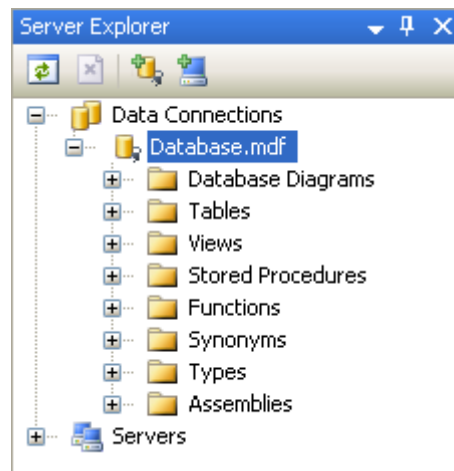 Server Explorer
Data Connections
Database.mdf
Database Diagrams
Tables
Views
Stored Procedures
Functions
Synonyms
Types
Assemblies
Servers